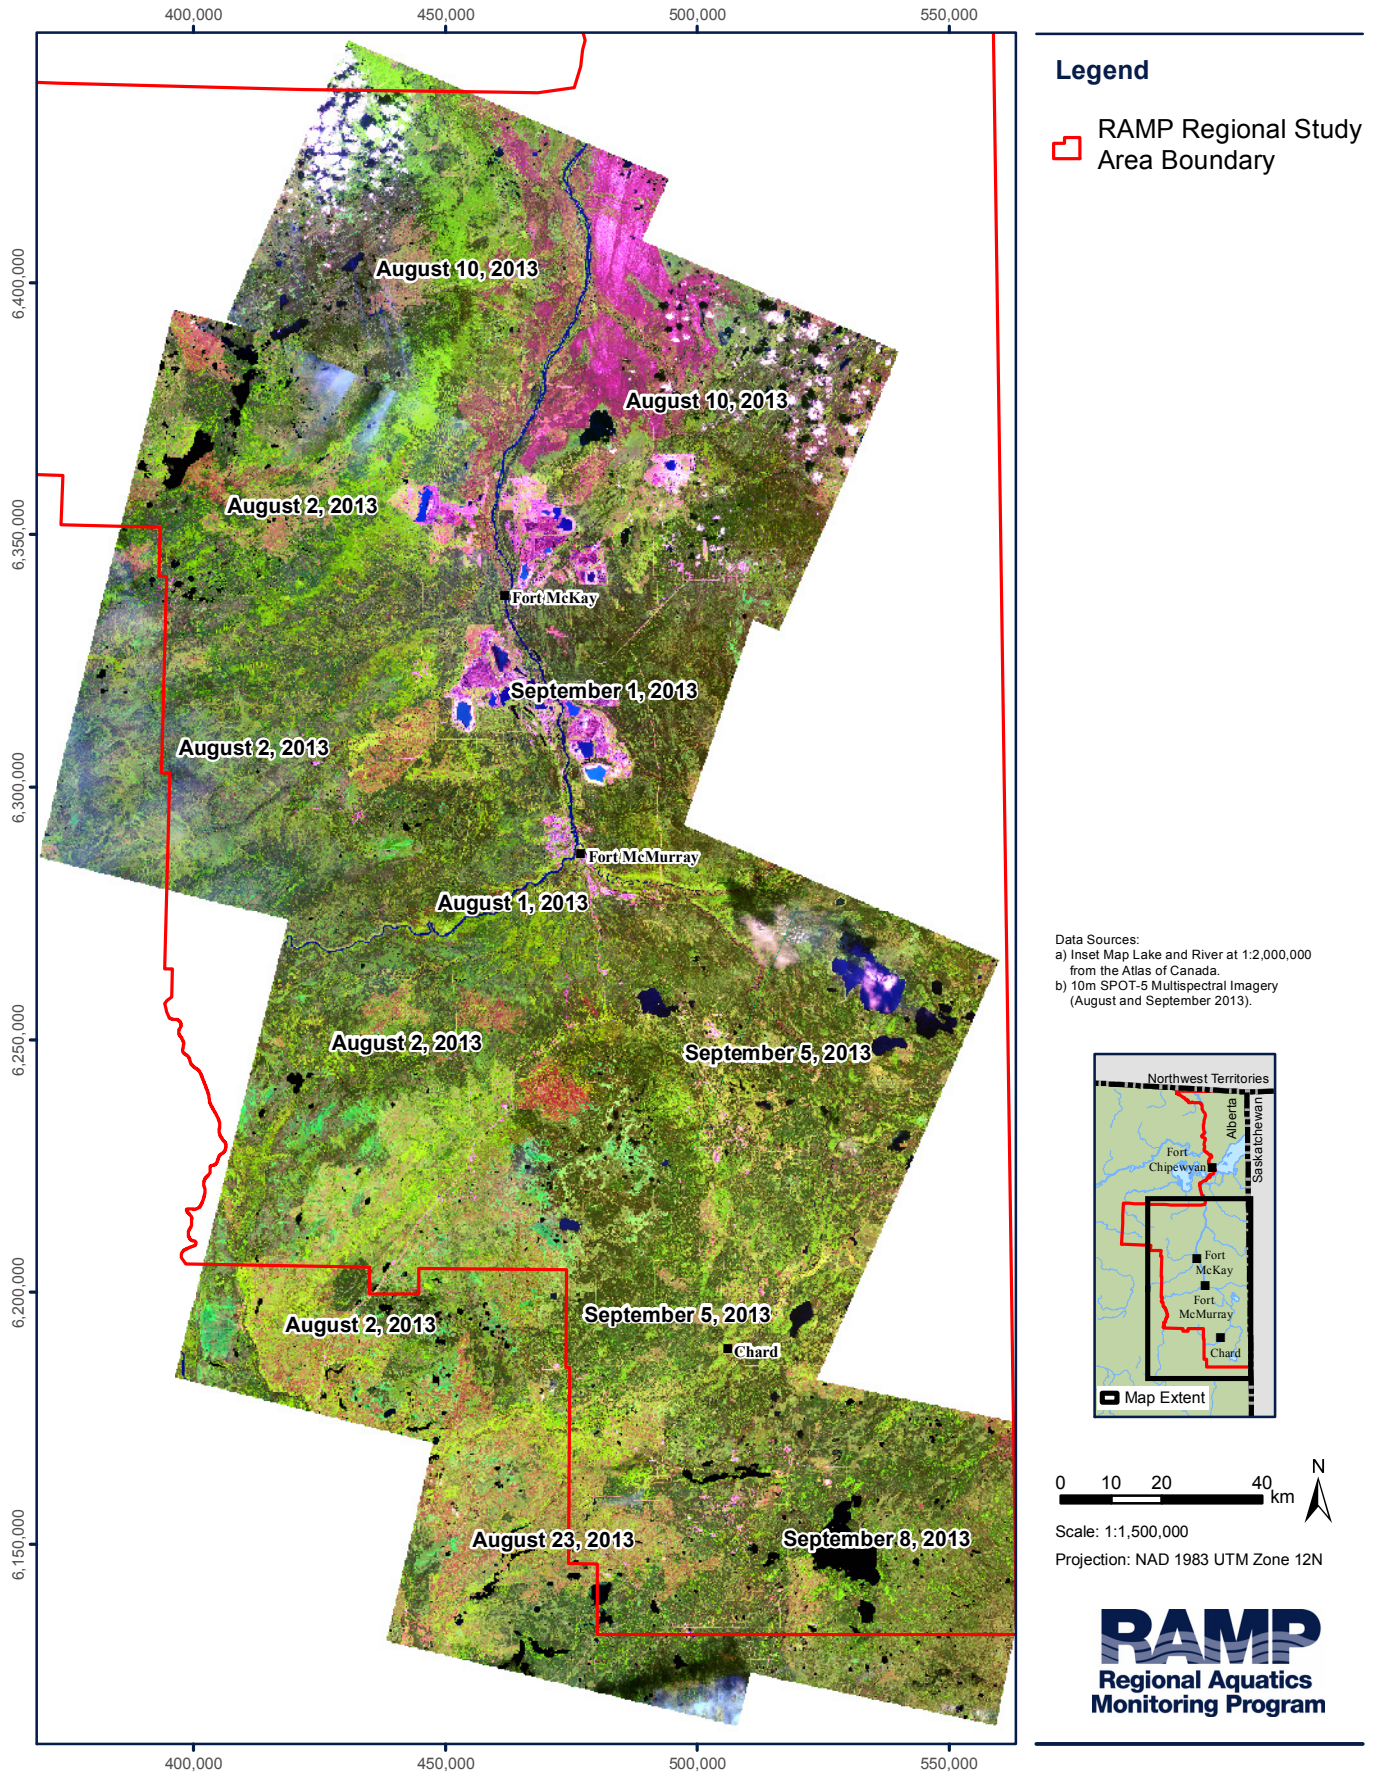 400,000
450,000
500,000
550,000
Legend
RAMP Regional Study
Area Boundary
6,400,000
6,350,000
6,300,000
6,250,000
6,200,000
6,150,000
August 10, 2013
August 10, 2013
August 2, 2013
Fort McKay
September 1, 2013
August 2, 2013
Fort McMurray
August 1, 2013
August 2, 2013
September 5, 2013
September 5, 2013
August 2, 2013
Chard
August 23, 2013
September 8, 2013
Data Sources:
a) Inset Map Lake and River at 1:2,000,000
from the Atlas of Canada.
b) 10m SPOT-5 Multispectral Imagery
(August and September 2013).
Northwest Territories
Alberta
Saskatchewan
Fort
Chipewyan
Fort
McKay
Fort
McMurray
Chard
Map Extent
0 10 20 40
km
N
Scale: 1:1,500,000
Projection: NAD 1983 UTM Zone 12N
RAMP
Regional Aquatics
Monitoring Program
400,000
450,000
500,000
550,000